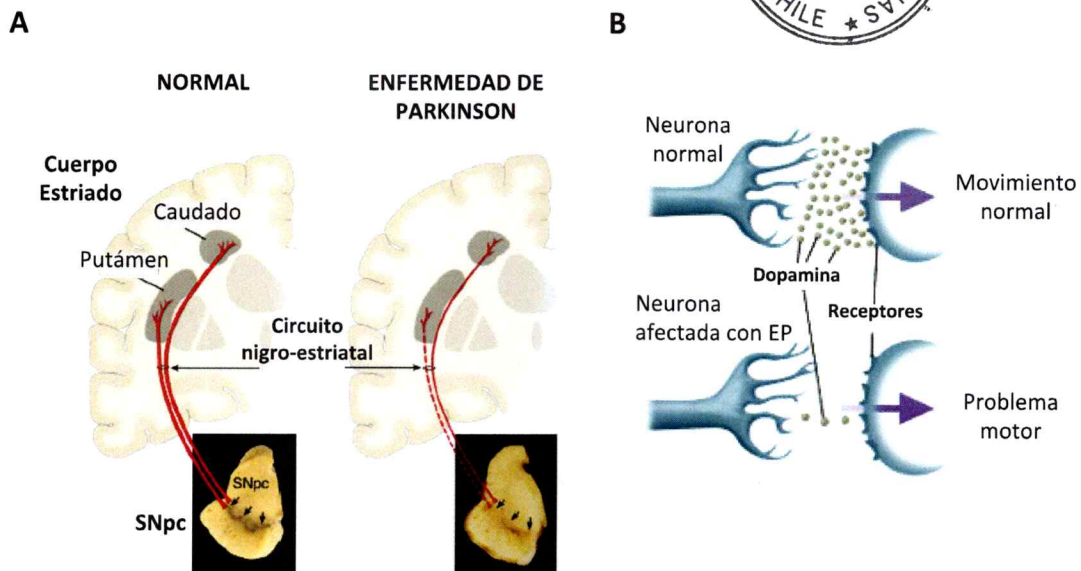 A
B
HILE ★
NORMAL
ENFERMEDAD DE
PARKINSON
Cuerpo
Estriado
Caudado
Putámen
Circuito
nigro-estriatal
SNpc
SNpc
Neurona
normal
Movimiento
normal
Dopamina
Receptores
Neurona
afectada con EP
Problema
motor